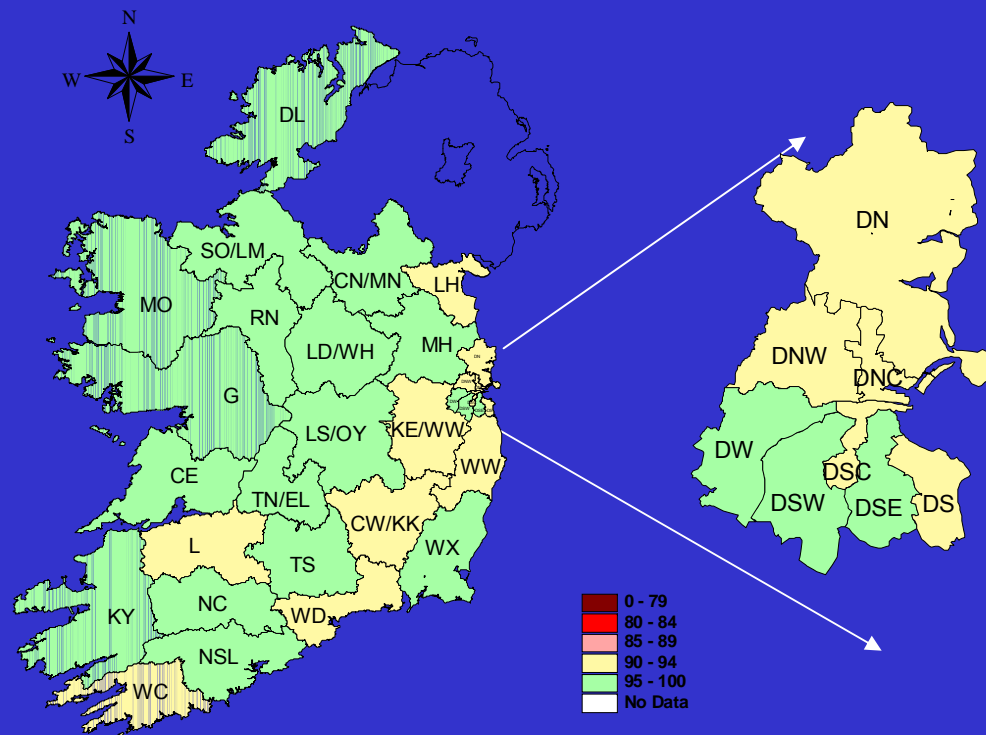 N
W E
S
DL
SO/LM
CN/MN
LH
MO
RN
LD/WH
MH
DN
G
LS/OY
KE/WW
WW
CE
TN/EL
CW/KK
L
TS
WX
KY
NC
WD
NSL
WC
DN
DNW
DNC
DW
DSC
DSW
DSE
DS
0 - 79
80 - 84
85 - 89
90 - 94
95 - 100
No Data